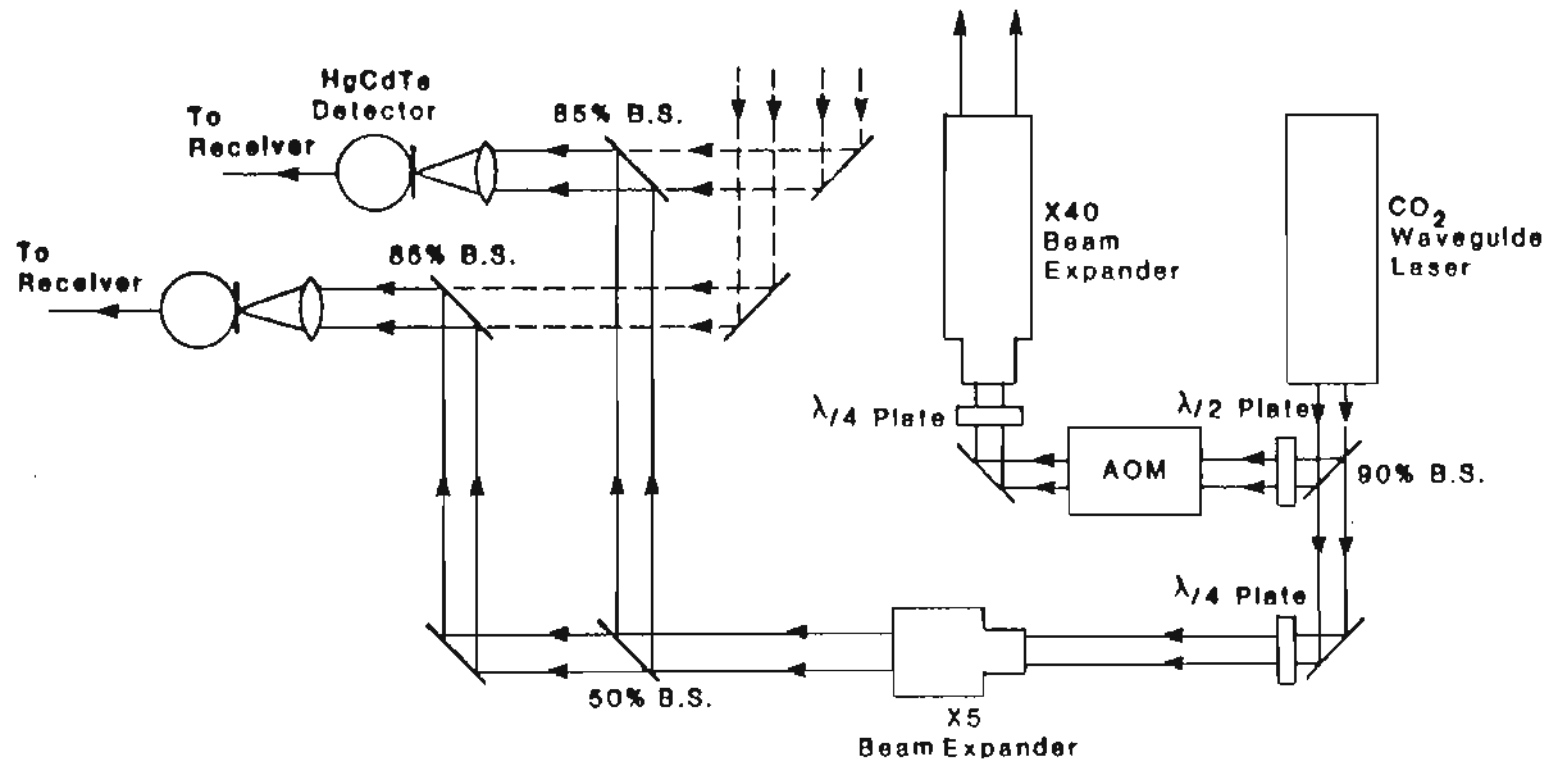 HgCdTe
Detector
85% B.S.
To
Receiver
To
Receiver
85% B.S.
X40
Beam
Expander
CO2
Waveguide
Laser
λ/4 Plate
λ/2 Plate
AOM
90% B.S.
λ/4 Plate
50% B.S.
X5
Beam Expander